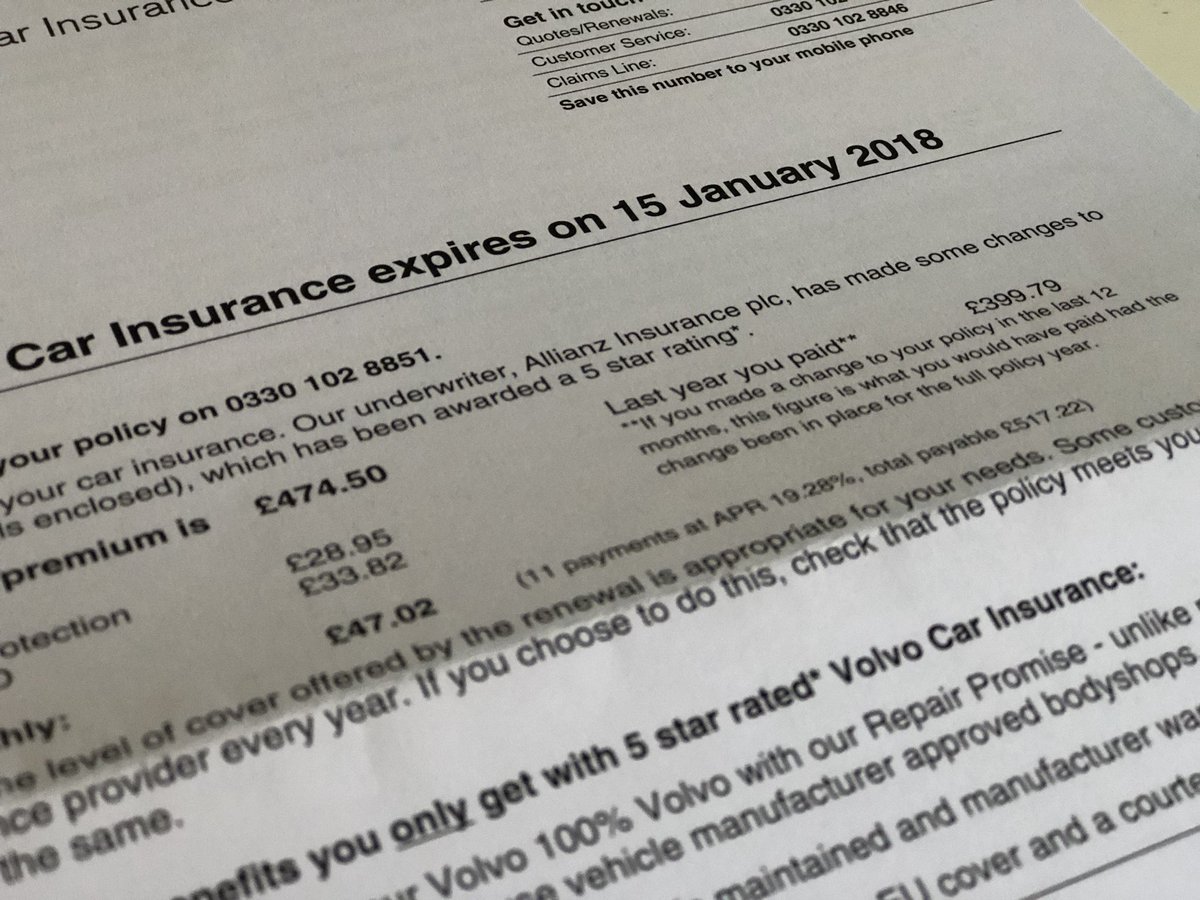 ar Insurance
Get in touch
Quotes/Renewals:
0330 102
Customer Service:
0330 102 8846
Claims Line:
Save this number to your mobile phone
Car Insurance expires on 15 January 2018
your policy on 0330 102 8851.
your car insurance. Our underwriter, Allianz Insurance plc, has made some changes to
is enclosed), which has been awarded a 5 star rating*.
premium is £474.50
Last year you paid** £399.79
**If you made a change to your policy in the last 12
months, this figure is what you would have paid had the
change been in place for the full policy year.
£28.95
otection £33.82
£47.02 (11 payments at APR 19.28%, total payable £517.22)
hly:
he level of cover offered by the renewal is appropriate for your needs. Some custo
nce provider every year. If you choose to do this, check that the policy meets you
the same.
enefits you only get with 5 star rated* Volvo Car Insurance:
ur Volvo 100% Volvo with our Repair Promise - unlike
se vehicle manufacturer approved bodyshops
maintained and manufacturer wa
EU cover and a courte